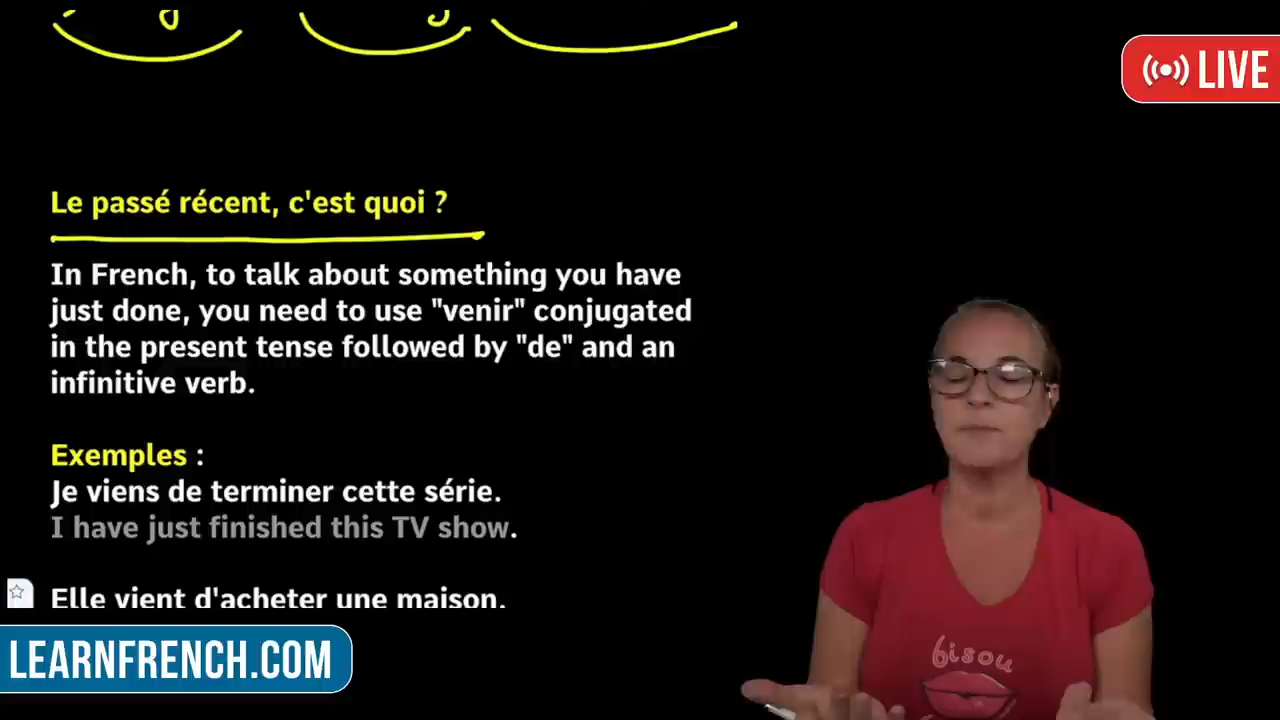 LIVE
Le passé récent, c'est quoi ?
In French, to talk about something you have
just done, you need to use "venir" conjugated
in the present tense followed by "de" and an
infinitive verb.
Exemples :
Je viens de terminer cette série.
I have just finished this TV show.
Elle vient d'acheter une maison.
LEARNFRENCH.COM
bisou